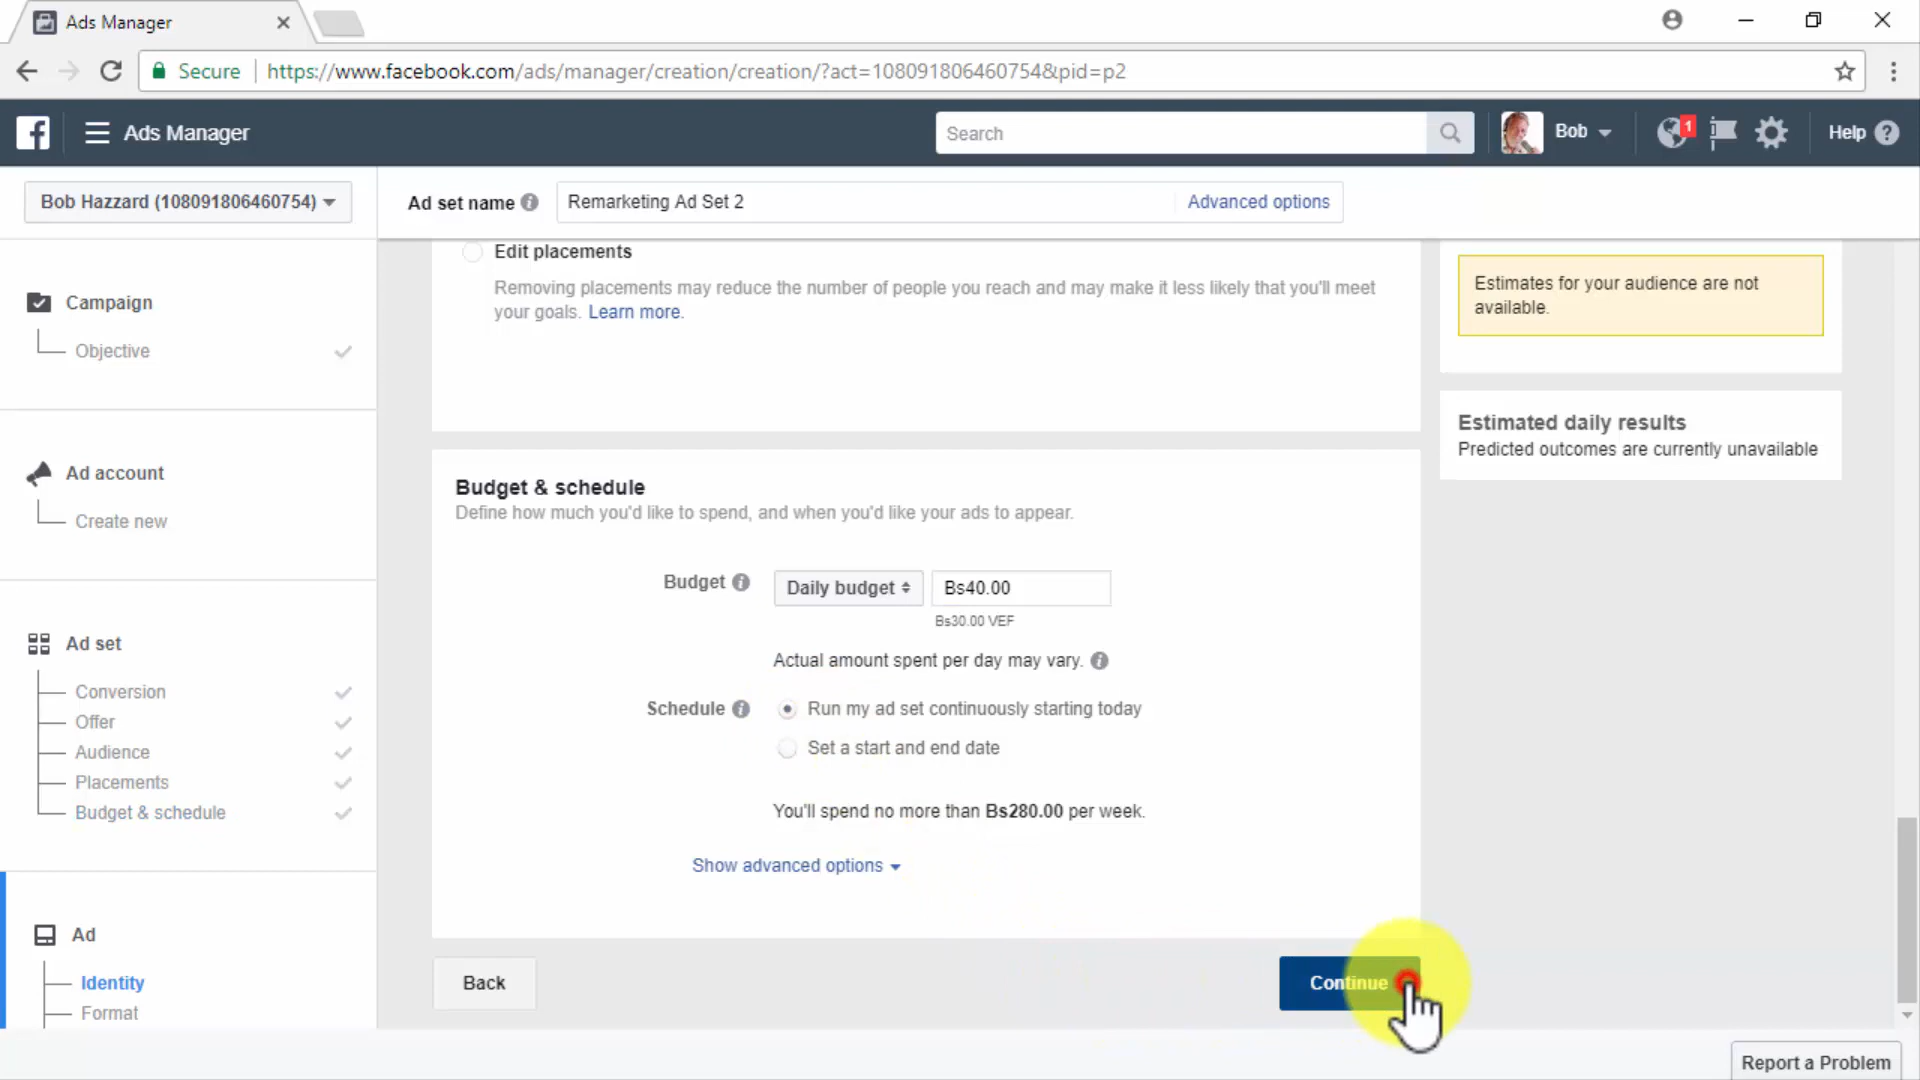 Ads Manager
Secure
https://www.facebook.com/ads/manager/creation/creation/?act=108091806460754&pid=p2
Ads Manager
Search
Bob
1
Help
Bob Hazzard (108091806460754)
Ad set name
Remarketing Ad Set 2
Advanced options
Campaign
Objective
Ad account
Create new
Ad set
Conversion
Offer
Audience
Placements
Budget & schedule
Ad
Identity
Format
Edit placements
Removing placements may reduce the number of people you reach and may make it less likely that you'll meet
your goals. Learn more.
Budget & schedule
Define how much you'd like to spend, and when you'd like your ads to appear.
Budget
Daily budget
Bs40.00
Bs30.00 VEF
Actual amount spent per day may vary.
Schedule
Run my ad set continuously starting today
Set a start and end date
You'll spend no more than Bs280.00 per week.
Show advanced options
Back
Continue
Estimates for your audience are not
available.
Estimated daily results
Predicted outcomes are currently unavailable
Report a Problem